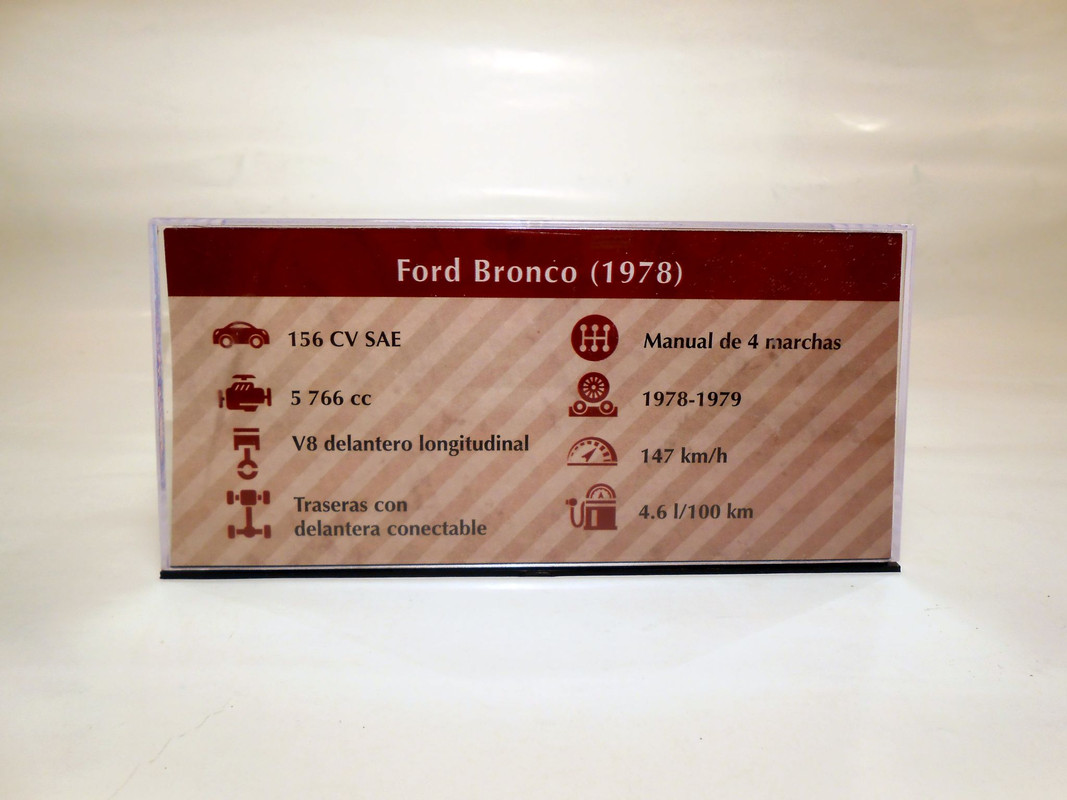 Ford Bronco (1978)
156 CV SAE
5 766 cc
V8 delantero longitudinal
Traseras con
delantera conectable
Manual de 4 marchas
1978-1979
147 km/h
4.6 l/100 km